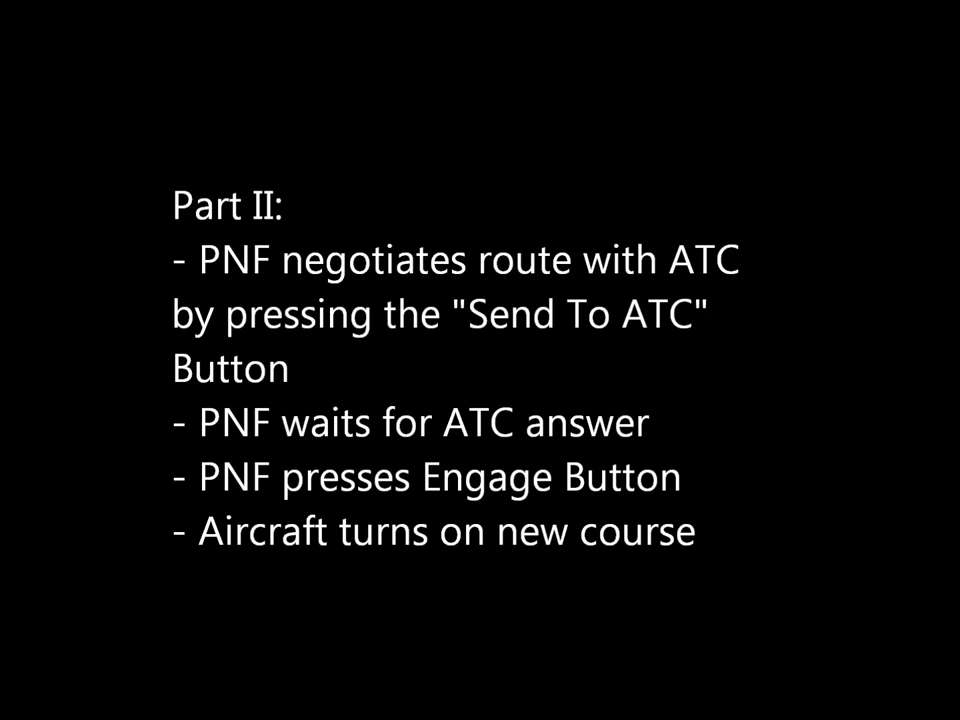 Part II:
- PNF negotiates route with ATC
by pressing the "Send To ATC"
Button
- PNF waits for ATC answer
- PNF presses Engage Button
- Aircraft turns on new course